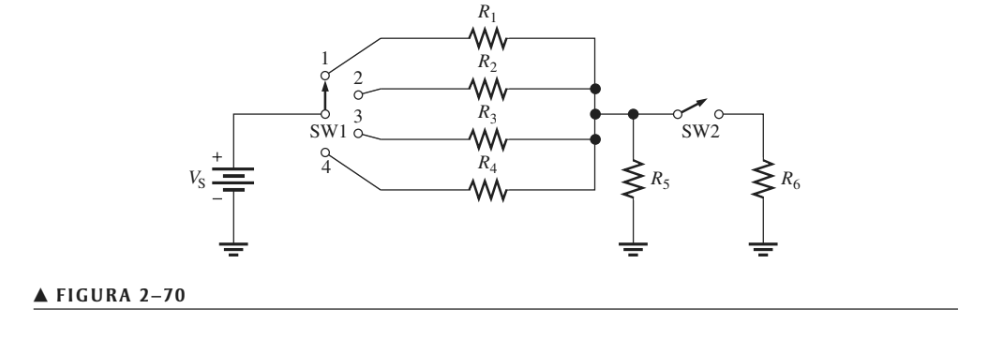 R1
R2
1
2
R3
3
SW1
SW2
R4
4
+
VS
−
R5
R6
▲ FIGURA 2–70